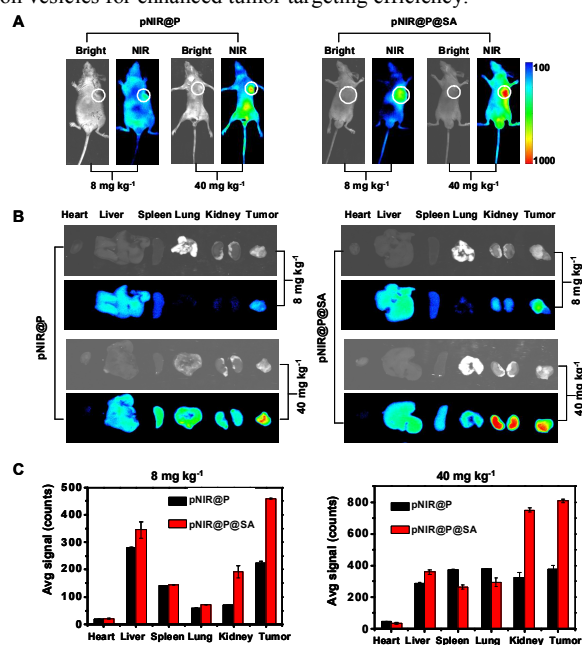 on vesicles for enhanced tumor targeting efficiency.
A
pNIR@P pNIR@P@SA
Bright NIR Bright NIR Bright NIR Bright NIR
100
1000
8 mg kg-1 40 mg kg-1 8 mg kg-1 40 mg kg-1
B
Heart Liver Spleen Lung Kidney Tumor Heart Liver Spleen Lung Kidney Tumor
pNIR@P
8 mg kg-1
40 mg kg-1
pNIR@P@SA
8 mg kg-1
40 mg kg-1
C
8 mg kg-1
Avg signal (counts)
500
400
300
200
100
0
pNIR@P
pNIR@P@SA
Heart Liver Spleen Lung Kidney Tumor
40 mg kg-1
Avg signal (counts)
800
600
400
200
0
pNIR@P
pNIR@P@SA
Heart Liver Spleen Lung Kidney Tumor